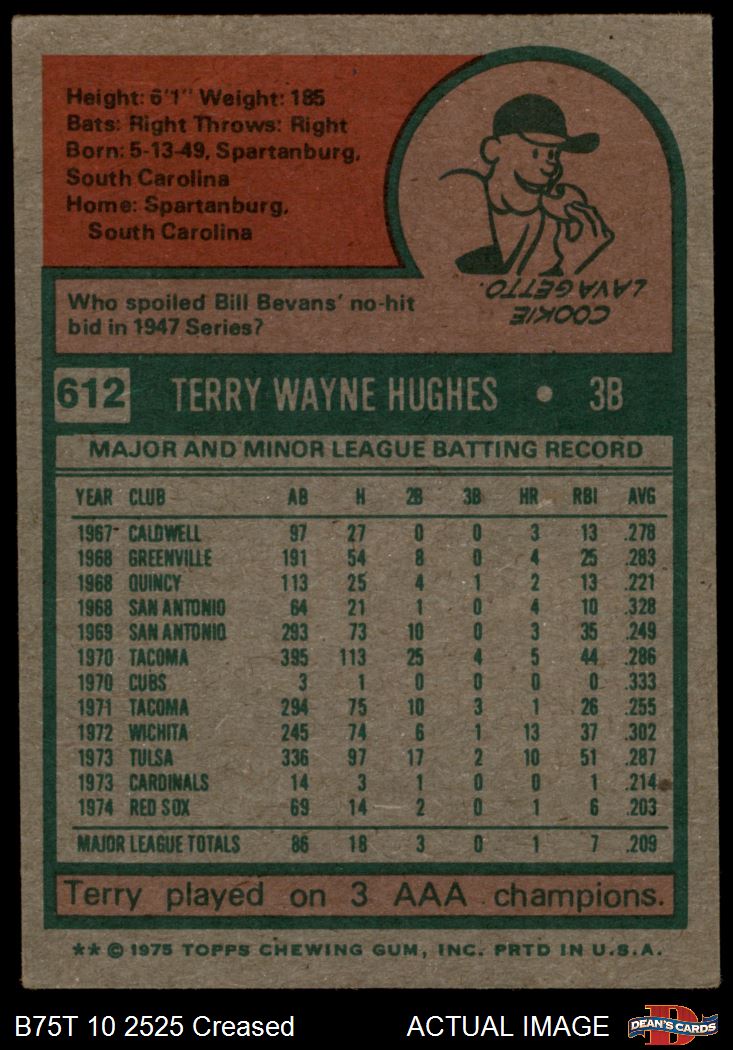 Height: 6'1" Weight: 185
Bats: Right Throws: Right
Born: 5-13-49, Spartanburg,
South Carolina
Home: Spartanburg,
South Carolina
COOKIE
LAVAGETTO.
Who spoiled Bill Bevans' no-hit
bid in 1947 Series?
612 TERRY WAYNE HUGHES • 3B
MAJOR AND MINOR LEAGUE BATTING RECORD
YEAR CLUB AB H 2B 3B HR RBI AVG
1967 CALDWELL 97 27 0 0 3 13 .278
1968 GREENVILLE 191 54 8 0 4 25 .283
1968 QUINCY 113 25 4 1 2 13 .221
1968 SAN ANTONIO 64 21 1 0 4 10 .328
1969 SAN ANTONIO 293 73 10 0 3 35 .249
1970 TACOMA 395 113 25 4 5 44 .286
1970 CUBS 3 1 0 0 0 0 .333
1971 TACOMA 294 75 10 3 1 26 .255
1972 WICHITA 245 74 6 1 13 37 .302
1973 TULSA 336 97 17 2 10 51 .287
1973 CARDINALS 14 3 1 0 0 1 .214
1974 RED SOX 69 14 2 0 1 6 .203
MAJOR LEAGUE TOTALS 86 18 3 0 1 7 .209
Terry played on 3 AAA champions.
** © 1975 TOPPS CHEWING GUM, INC. PRTD IN U.S.A.
B75T 10 2525 Creased ACTUAL IMAGE
D
DEAN'S CARDS